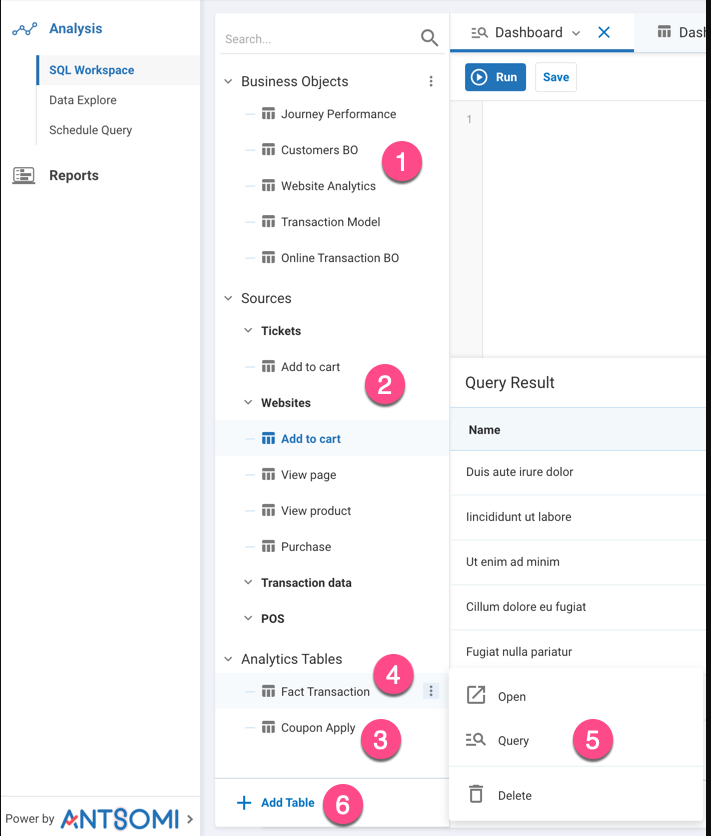 Analysis
SQL Workspace
Data Explore
Schedule Query
Reports
Power by ANTSOMI
Search...
Business Objects
Journey Performance
Customers BO
1
Website Analytics
Transaction Model
Online Transaction BO
Sources
Tickets
Add to cart
2
Websites
Add to cart
View page
View product
Purchase
Transaction data
POS
Analytics Tables
4
Fact Transaction
Coupon Apply
3
Add Table
6
Dashboard
Dash
Run
Save
1
Query Result
Name
Duis aute irure dolor
Iincididunt ut labore
Ut enim ad minim
Cillum dolore eu fugiat
Fugiat nulla pariatur
Open
Query
5
Delete